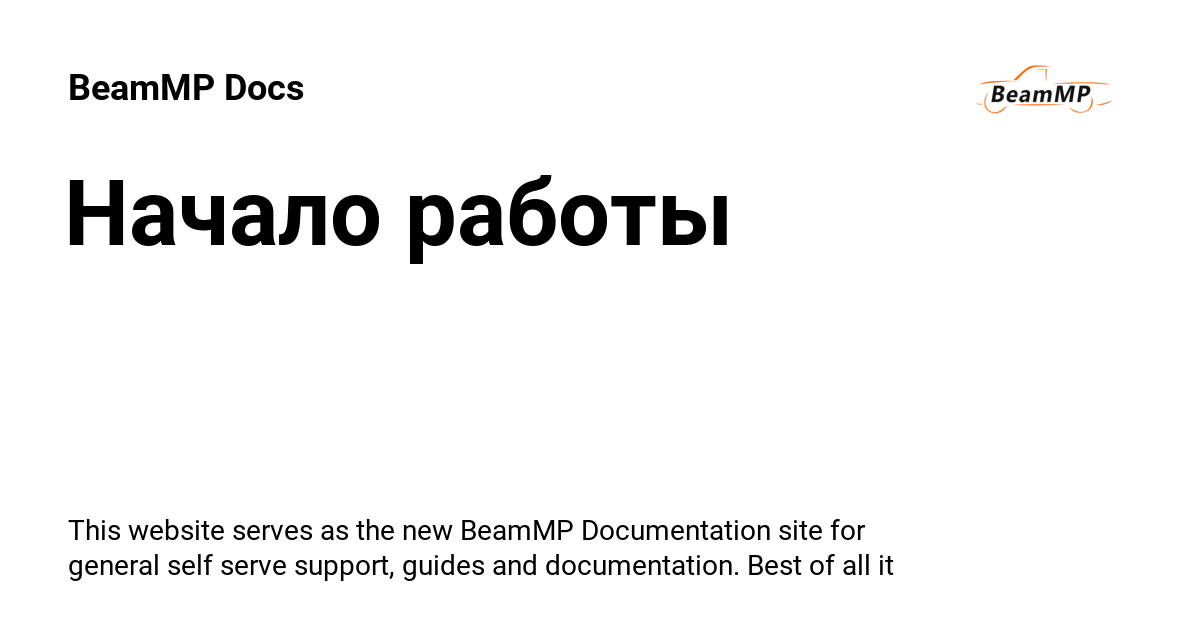 BeamMP Docs
BeamMP
Начало работы
This website serves as the new BeamMP Documentation site for
general self serve support, guides and documentation. Best of all it